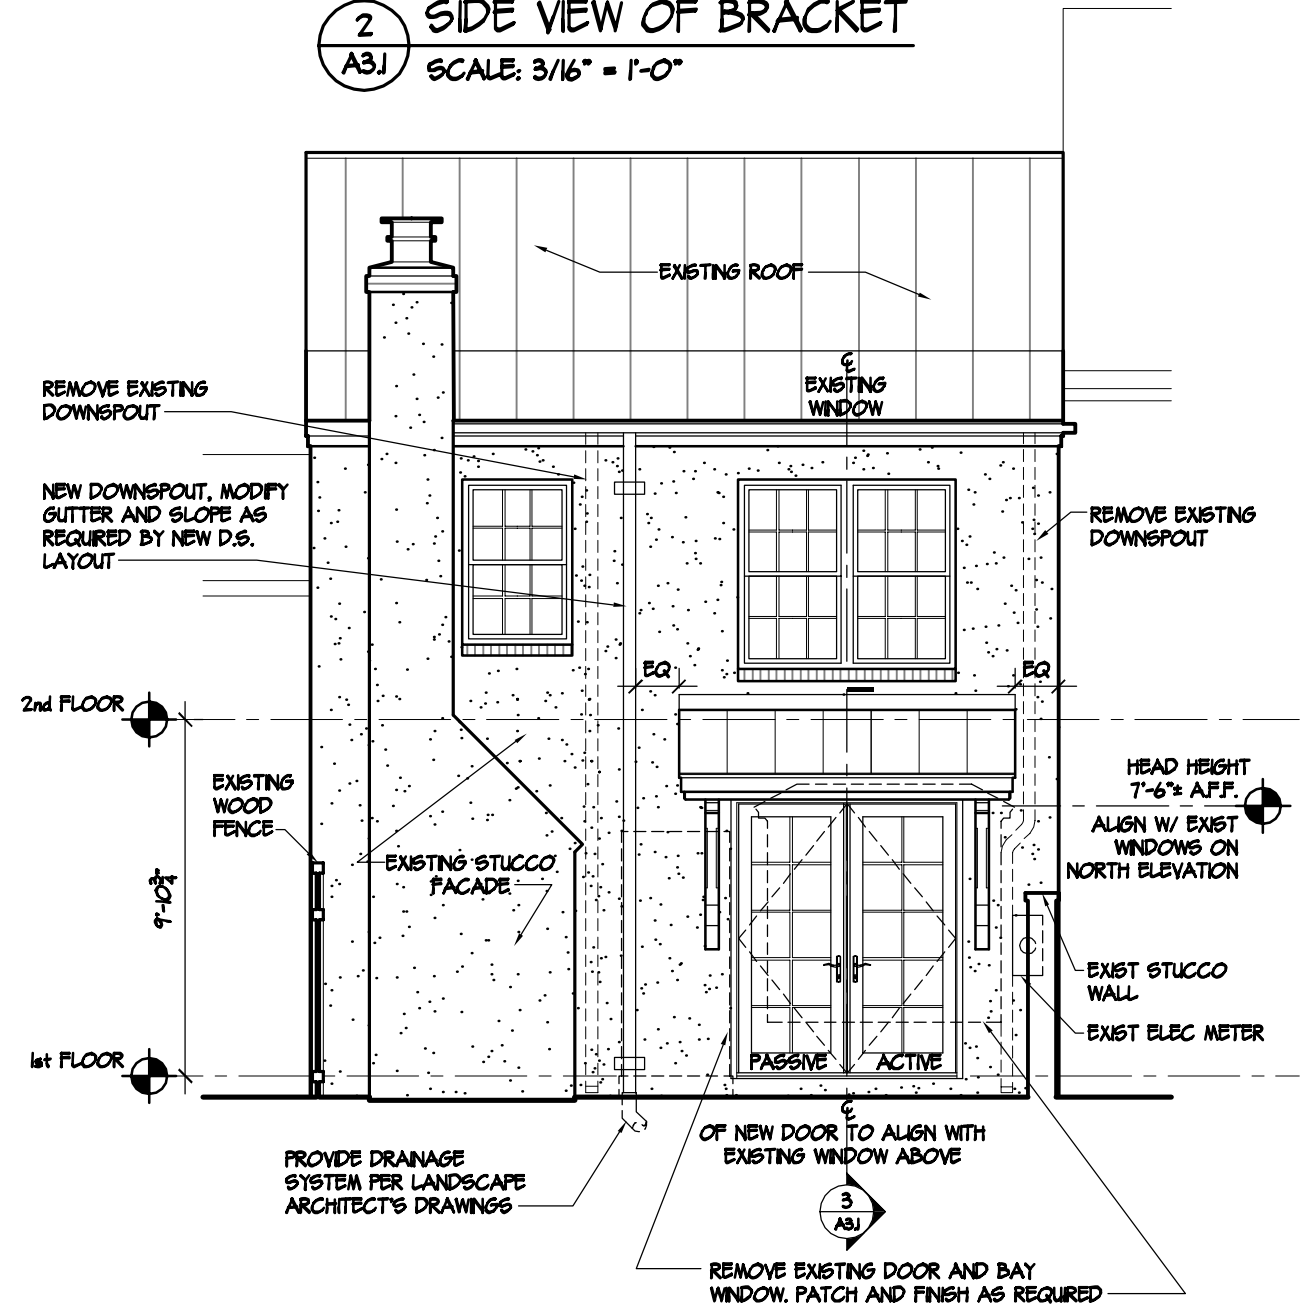 2
A3.1
SIDE VIEW OF BRACKET
SCALE: 3/16" = 1'-0"
EXISTING ROOF
℄
EXISTING
WINDOW
REMOVE EXISTING
DOWNSPOUT
NEW DOWNSPOUT, MODIFY
GUTTER AND SLOPE AS
REQUIRED BY NEW D.S.
LAYOUT
REMOVE EXISTING
DOWNSPOUT
EQ
EQ
2nd FLOOR
HEAD HEIGHT
7'-6"± A.F.F.
ALIGN W/ EXIST
WINDOWS ON
NORTH ELEVATION
EXISTING
WOOD
FENCE
EXISTING STUCCO
FACADE
9'-10 3/4"
EXIST STUCCO
WALL
EXIST ELEC METER
1st FLOOR
PASSIVE
ACTIVE
℄
OF NEW DOOR TO ALIGN WITH
EXISTING WINDOW ABOVE
PROVIDE DRAINAGE
SYSTEM PER LANDSCAPE
ARCHITECT'S DRAWINGS
3
A3.1
REMOVE EXISTING DOOR AND BAY
WINDOW. PATCH AND FINISH AS REQUIRED